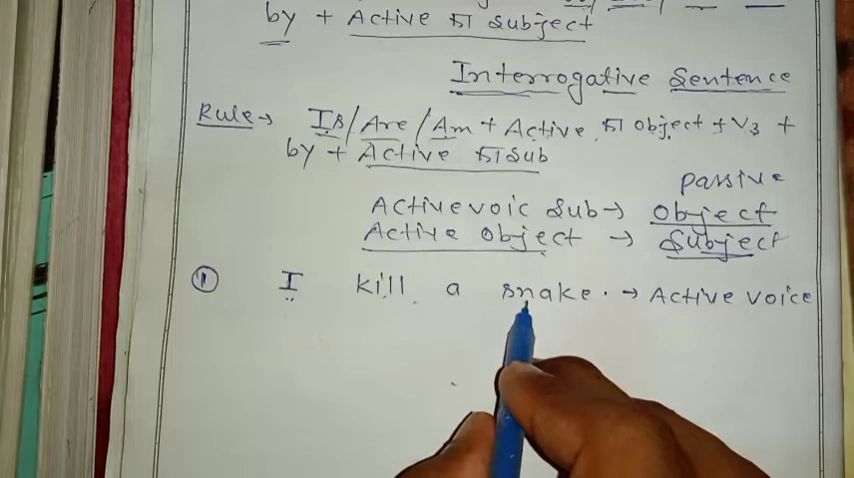 by + Active का Subject
Interrogative Sentence
Rule → Is/Are/Am + Active का object + V3 +
by + Active का Sub
passive
Active voic Sub → Object
Active object → Subject
① I kill a snake. → Active voice